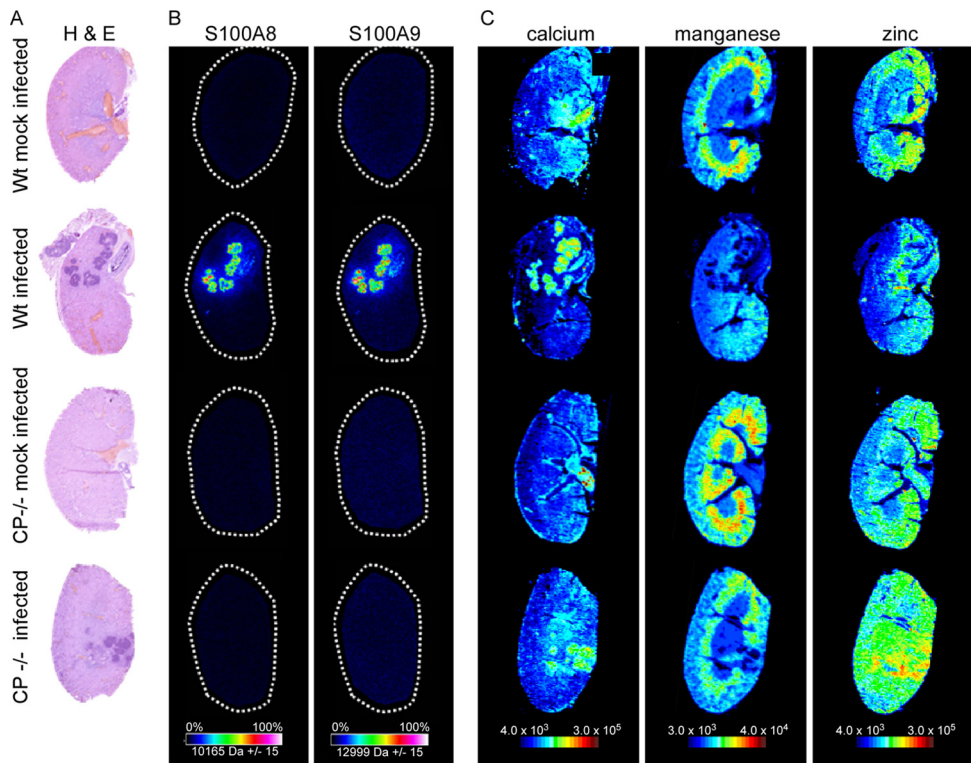 A
H & E
B
S100A8
S100A9
C
calcium
manganese
zinc
Wt mock infected
Wt infected
CP-/- mock infected
CP -/- infected
0% 100%
10165 Da +/- 15
0% 100%
12999 Da +/- 15
4.0 x 10³ 3.0 x 10⁵
3.0 x 10³ 4.0 x 10⁴
4.0 x 10³ 3.0 x 10⁵